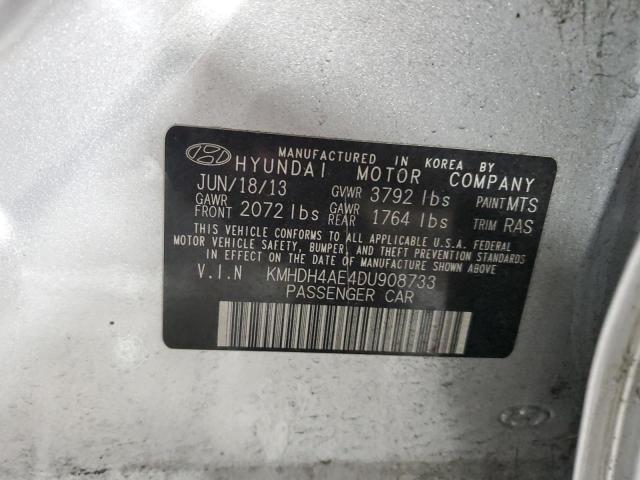 MANUFACTURED IN KOREA BY
HYUNDAI MOTOR COMPANY
JUN/18/13 GVWR 3792 lbs PAINT MTS
GAWR FRONT 2072 lbs GAWR REAR 1764 lbs TRIM RAS
THIS VEHICLE CONFORMS TO ALL APPLICABLE U.S.A. FEDERAL
MOTOR VEHICLE SAFETY, BUMPER, AND THEFT PREVENTION STANDARDS
IN EFFECT ON THE DATE OF MANUFACTURE SHOWN ABOVE.
V.I.N KMHDH4AE4DU908733
PASSENGER CAR